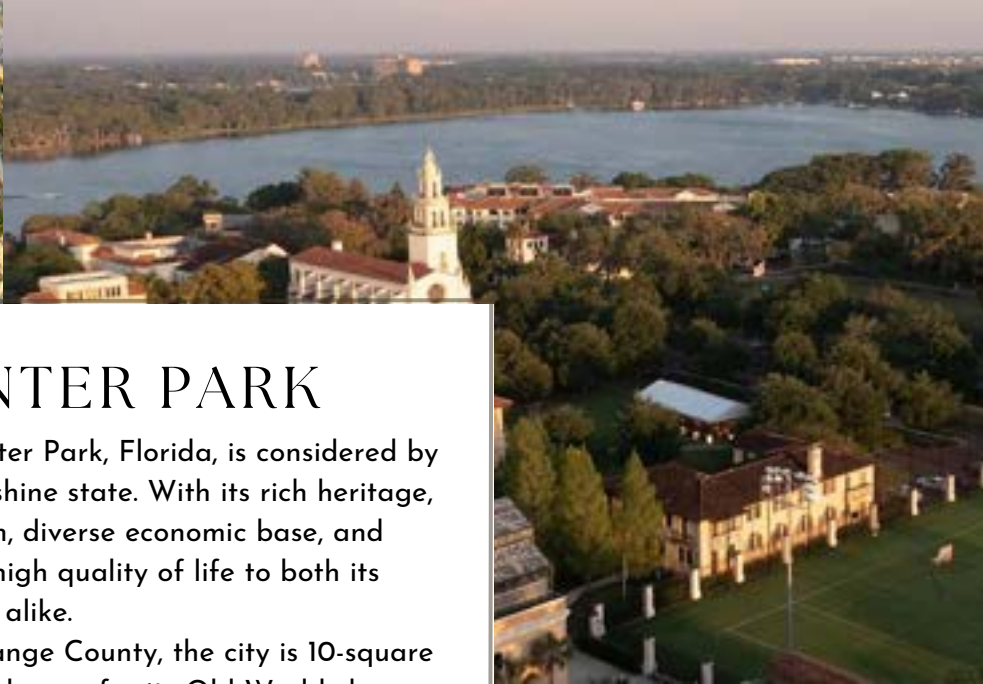 NTER PARK
ter Park, Florida, is considered by
shine state. With its rich heritage,
n, diverse economic base, and
high quality of life to both its
alike.
ange County, the city is 10-square